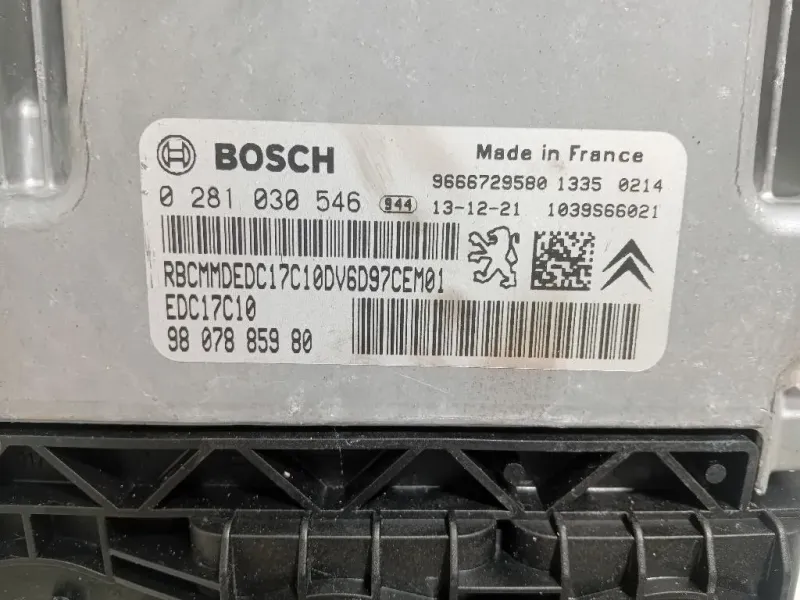 BOSCH
Made in France
9666729580 1335 0214
0 281 030 546 944 13-12-21 1039S66021
RBCMMDEDC17C10DV6D97CEM01
EDC17C10
98 078 859 80